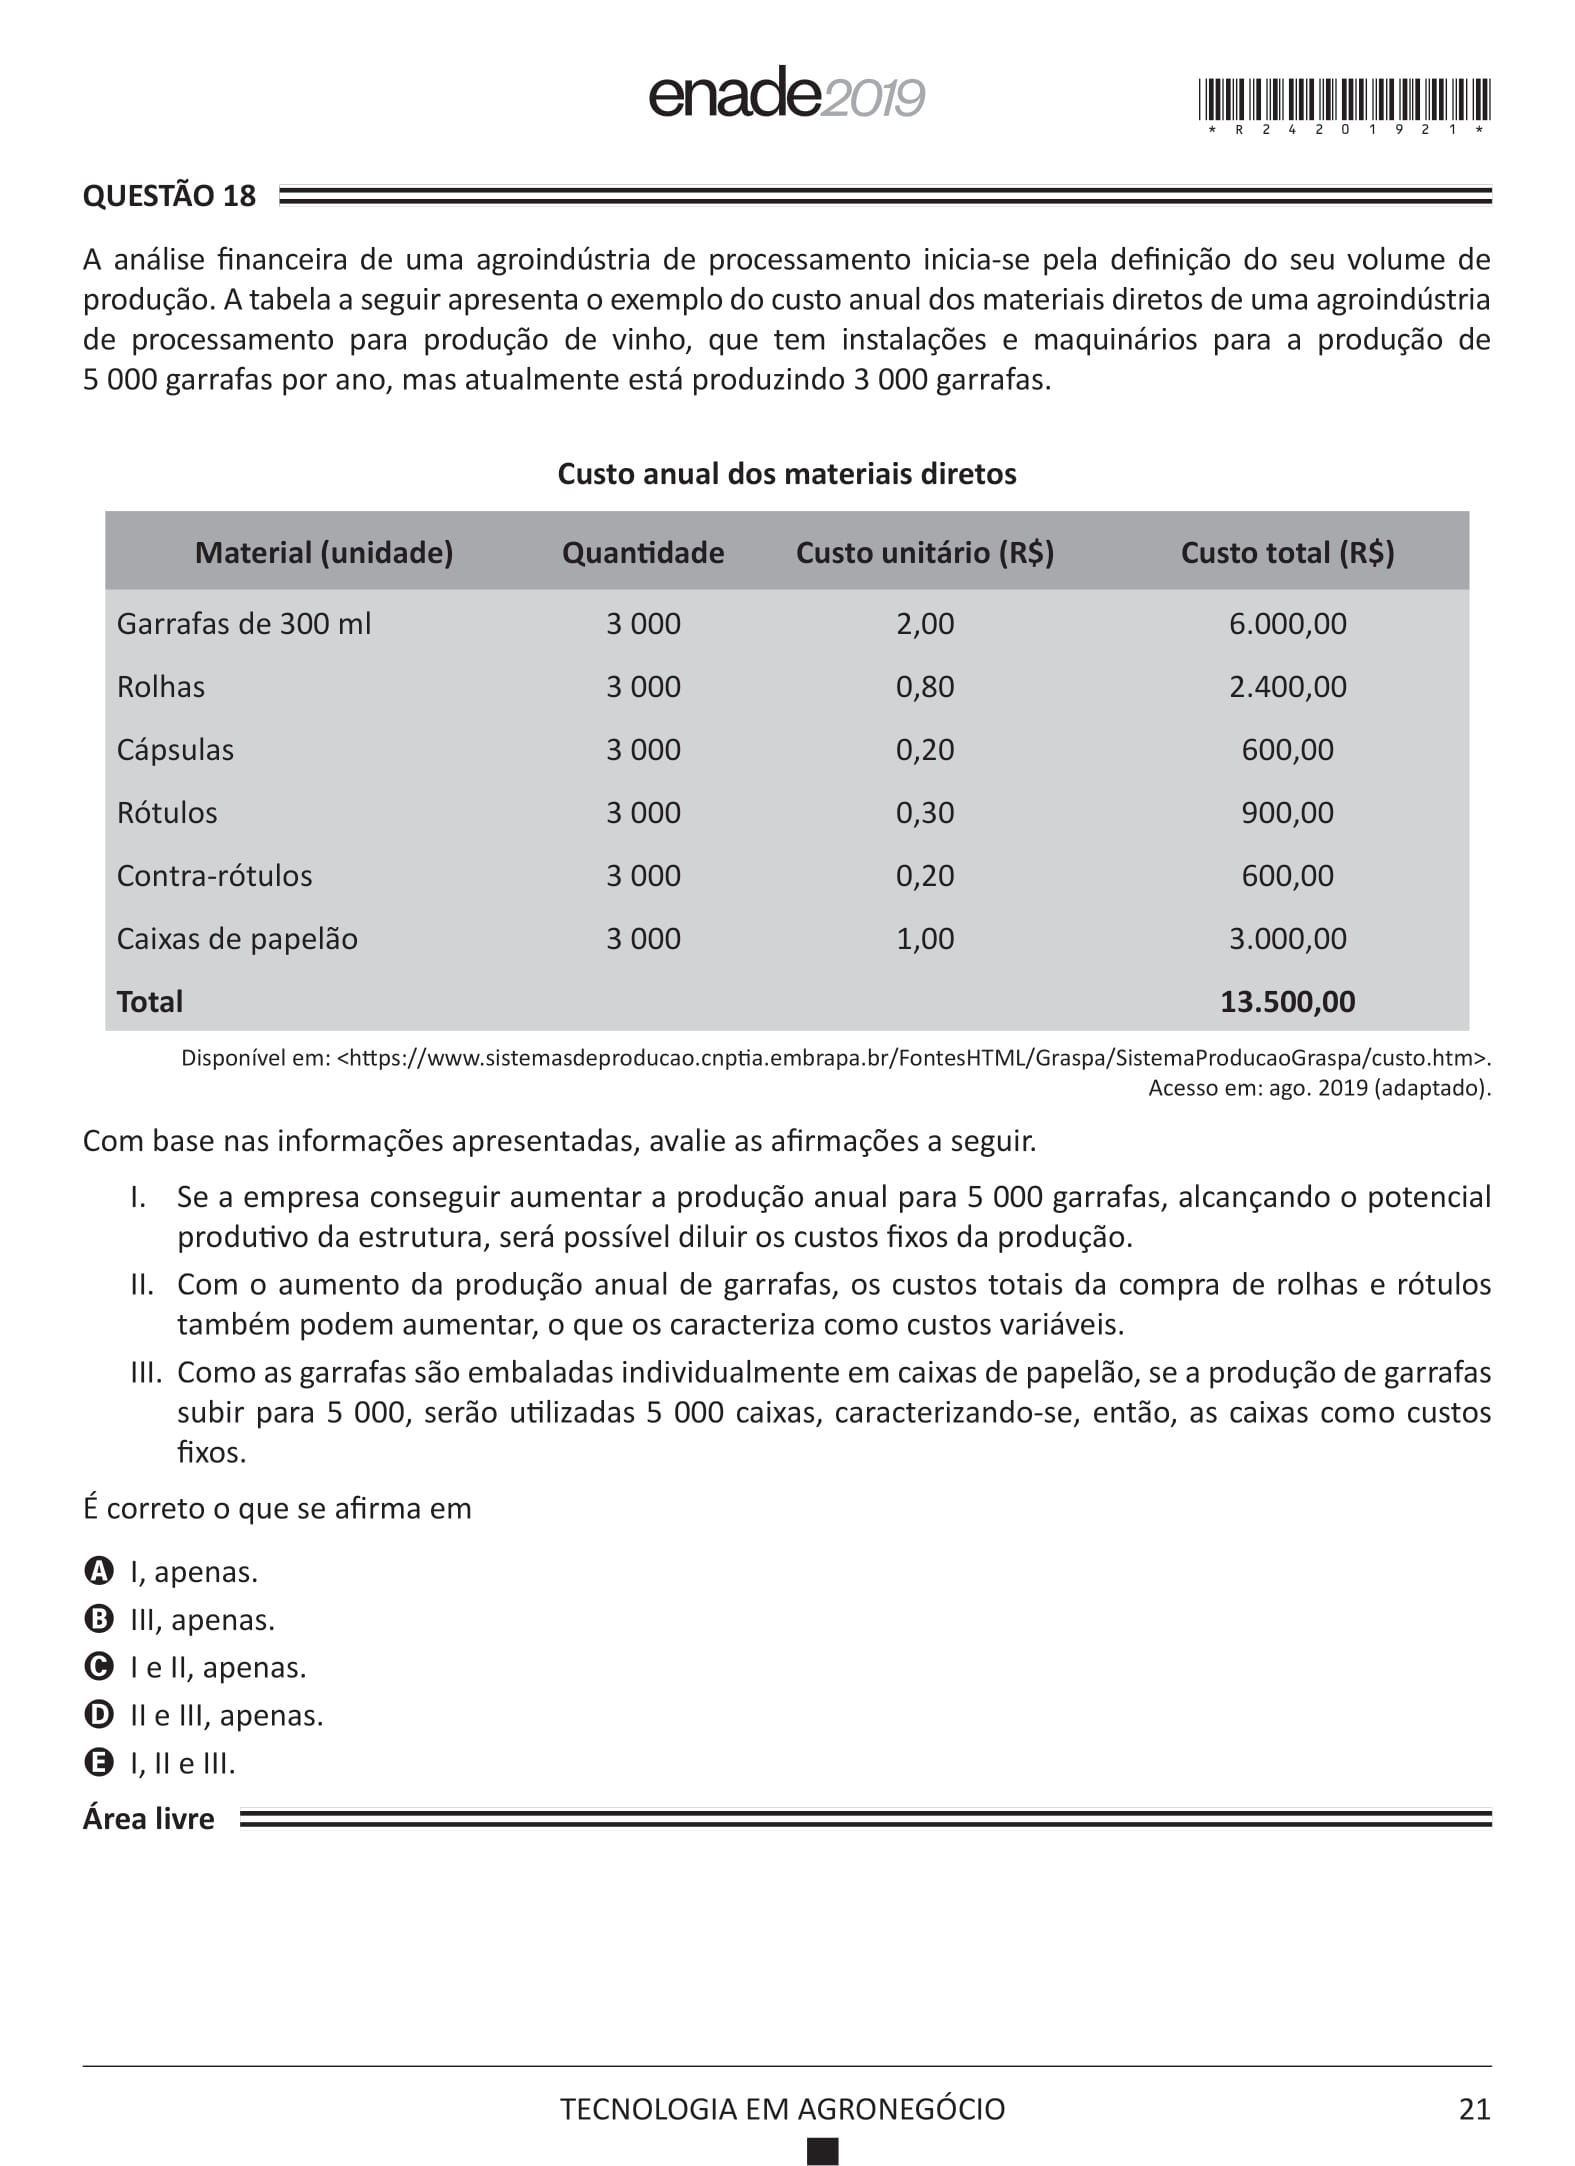 enade2019
* R 2 4 2 0 1 9 2 1 *
QUESTÃO 18
A análise financeira de uma agroindústria de processamento inicia-se pela definição do seu volume de
produção. A tabela a seguir apresenta o exemplo do custo anual dos materiais diretos de uma agroindústria
de processamento para produção de vinho, que tem instalações e maquinários para a produção de
5 000 garrafas por ano, mas atualmente está produzindo 3 000 garrafas.
Custo anual dos materiais diretos
Material (unidade) Quantidade Custo unitário (R$) Custo total (R$)
Garrafas de 300 ml 3 000 2,00 6.000,00
Rolhas 3 000 0,80 2.400,00
Cápsulas 3 000 0,20 600,00
Rótulos 3 000 0,30 900,00
Contra-rótulos 3 000 0,20 600,00
Caixas de papelão 3 000 1,00 3.000,00
Total 13.500,00
Disponível em: <https://www.sistemasdeproducao.cnptia.embrapa.br/FontesHTML/Graspa/SistemaProducaoGraspa/custo.htm>.
Acesso em: ago. 2019 (adaptado).
Com base nas informações apresentadas, avalie as afirmações a seguir.
I. Se a empresa conseguir aumentar a produção anual para 5 000 garrafas, alcançando o potencial
produtivo da estrutura, será possível diluir os custos fixos da produção.
II. Com o aumento da produção anual de garrafas, os custos totais da compra de rolhas e rótulos
também podem aumentar, o que os caracteriza como custos variáveis.
III. Como as garrafas são embaladas individualmente em caixas de papelão, se a produção de garrafas
subir para 5 000, serão utilizadas 5 000 caixas, caracterizando-se, então, as caixas como custos
fixos.
É correto o que se afirma em
A I, apenas.
B III, apenas.
C I e II, apenas.
D II e III, apenas.
E I, II e III.
Área livre
TECNOLOGIA EM AGRONEGÓCIO 21